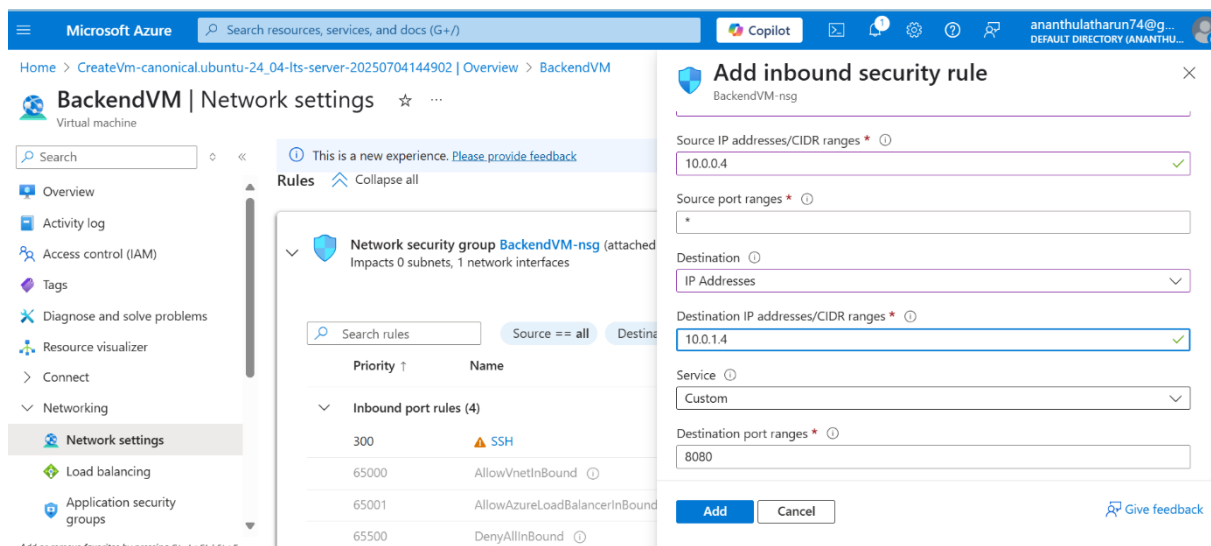 Microsoft Azure
Search resources, services, and docs (G+/)
Copilot
1
ananthulatharun74@g...
DEFAULT DIRECTORY (ANANTHU...
Home > CreateVm-canonical.ubuntu-24_04-lts-server-20250704144902 | Overview > BackendVM
BackendVM | Network settings ☆ ...
Virtual machine
Search
Overview
Activity log
Access control (IAM)
Tags
Diagnose and solve problems
Resource visualizer
Connect
Networking
Network settings
Load balancing
Application security
groups
This is a new experience. Please provide feedback
Rules Collapse all
Network security group BackendVM-nsg (attached
Impacts 0 subnets, 1 network interfaces
Search rules
Source == all
Destina
Priority ↑ Name
Inbound port rules (4)
300 SSH
65000 AllowVnetInBound
65001 AllowAzureLoadBalancerInBound
65500 DenyAllInBound
Add inbound security rule
BackendVM-nsg
Source IP addresses/CIDR ranges *
10.0.0.4
Source port ranges *
*
Destination
IP Addresses
Destination IP addresses/CIDR ranges *
10.0.1.4
Service
Custom
Destination port ranges *
8080
Add
Cancel
Give feedback